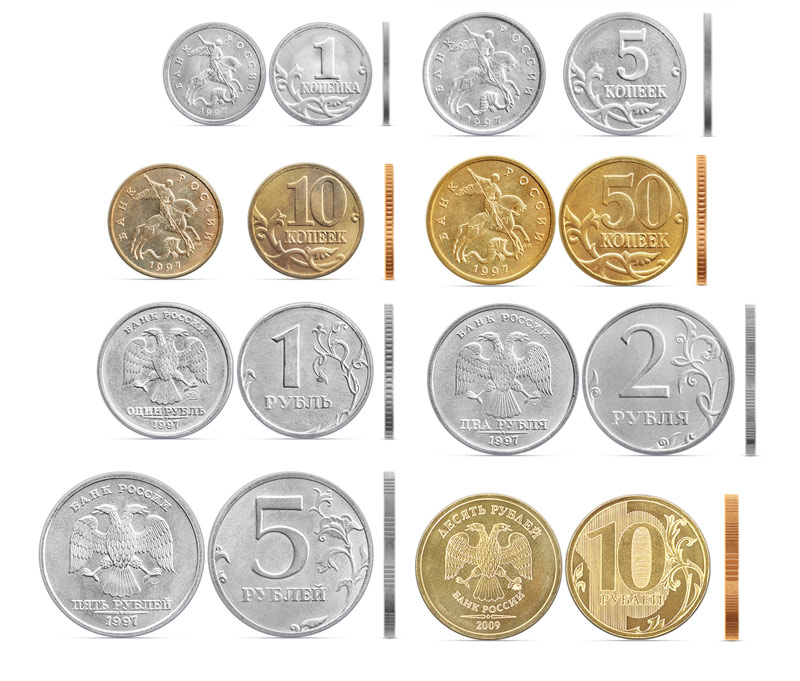 БАНК РОССИИ
1997
1
КОПЕЙКА
БАНК РОССИИ
1997
5
КОПЕЕК
БАНК РОССИИ
1997
10
КОПЕЕК
БАНК РОССИИ
1997
50
КОПЕЕК
БАНК РОССИИ
ОДИН РУБЛЬ
1997
1
РУБЛЬ
БАНК РОССИИ
ДВА РУБЛЯ
1997
2
РУБЛЯ
БАНК РОССИИ
ПЯТЬ РУБЛЕЙ
1997
5
РУБЛЕЙ
ДЕСЯТЬ РУБЛЕЙ
БАНК РОССИИ
2009
10
РУБЛЕЙ